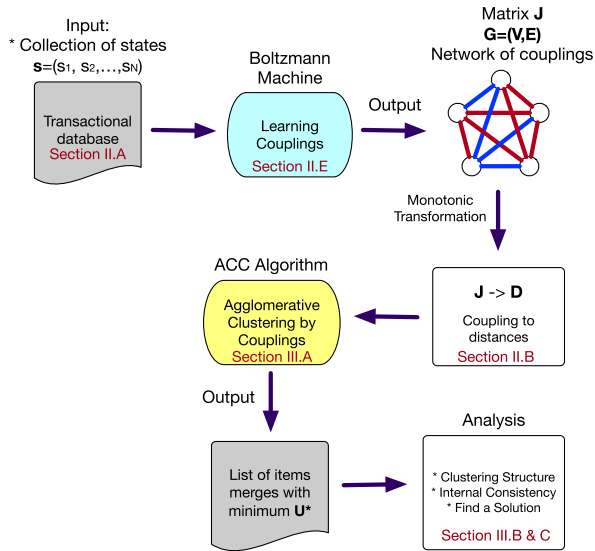 Input:
* Collection of states
s=(s1, s2,...,sN)
Transactional
database
Section II.A
Boltzmann
Machine
Learning
Couplings
Section II.E
Output
Matrix J
G=(V,E)
Network of couplings
Monotonic
Transformation
J -> D
Coupling to
distances
Section II.B
ACC Algorithm
Agglomerative
Clustering by
Couplings
Section III.A
Output
List of items
merges with
minimum U*
Analysis
* Clustering Structure
* Internal Consistency
* Find a Solution
Section III.B & C